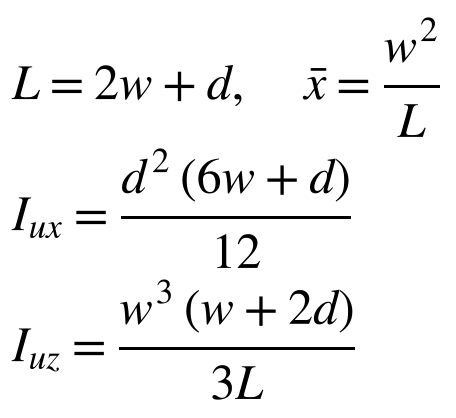 L = 2w + d, x̄ = w²/L
I_ux = d² (6w + d)/12
I_uz = w³ (w + 2d)/3L